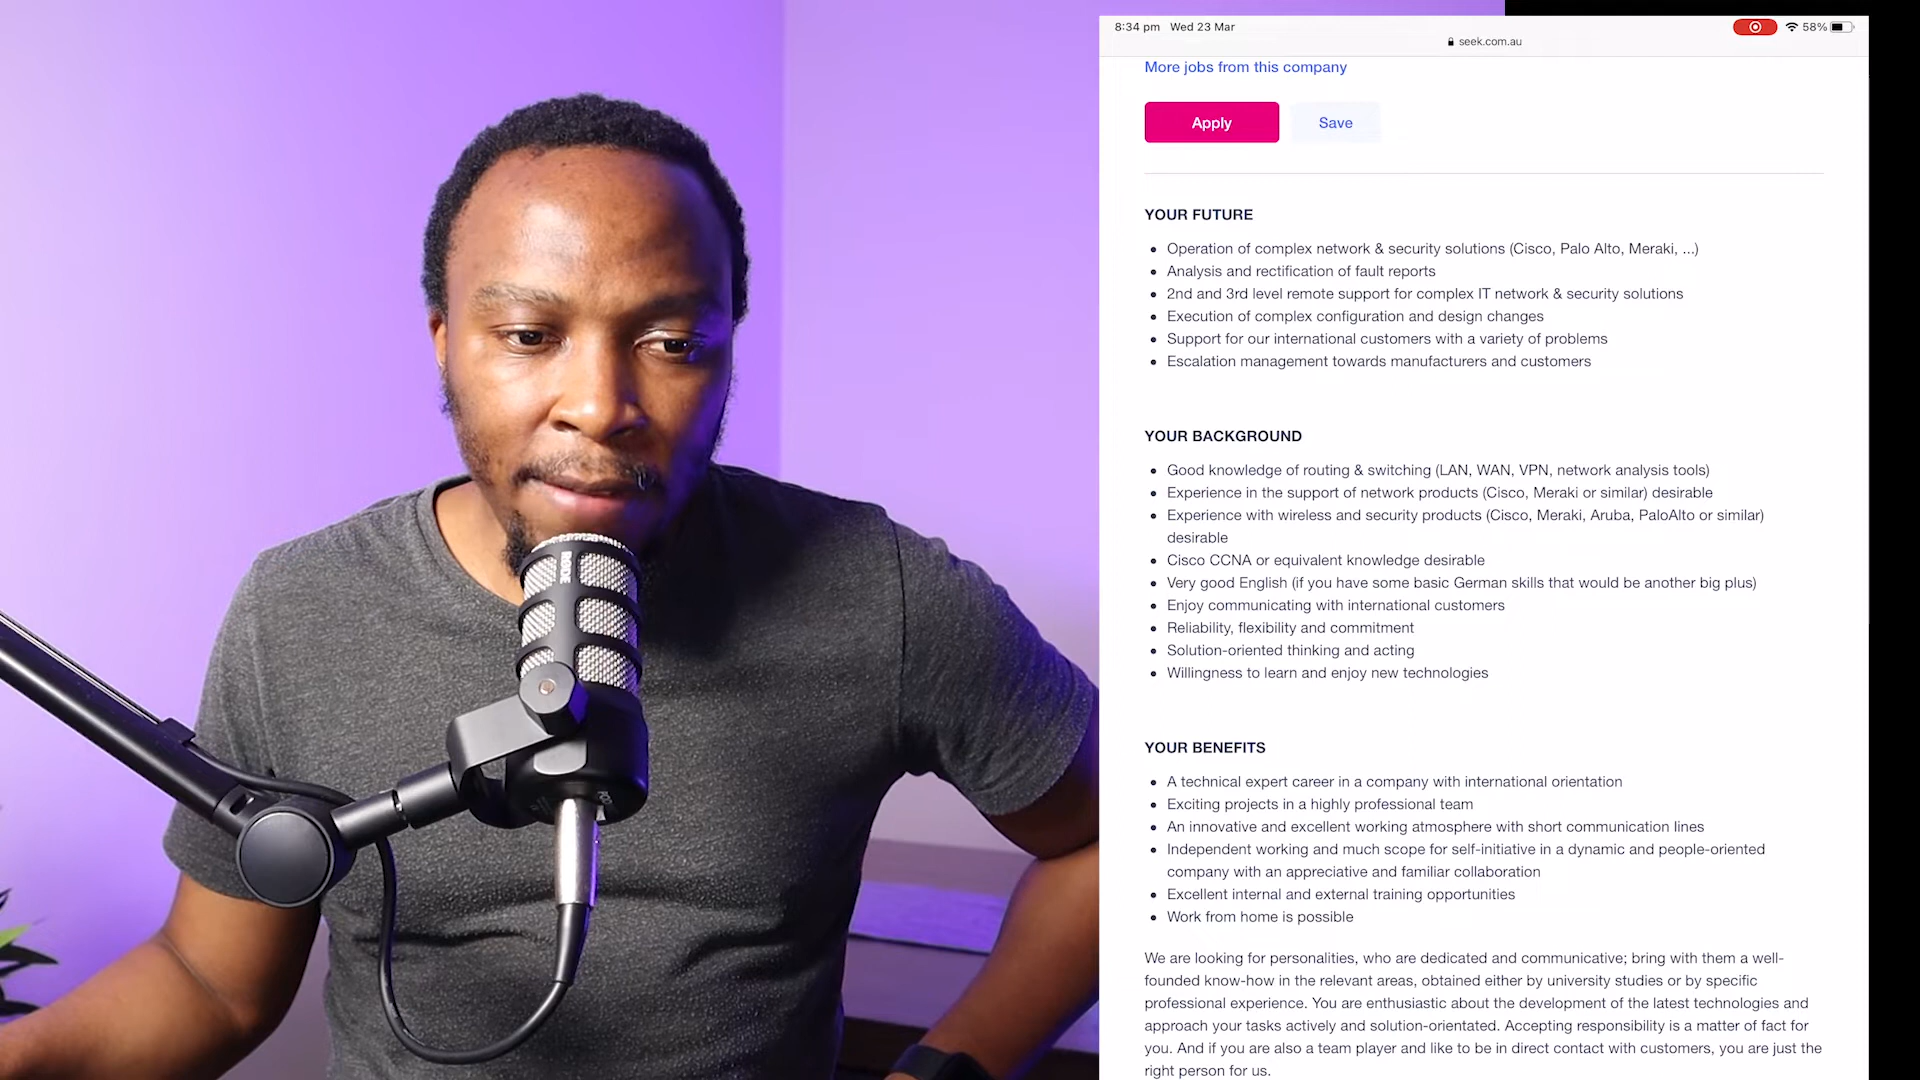 8:34 pm Wed 23 Mar
58%
seek.com.au
More jobs from this company
Apply
Save
YOUR FUTURE
Operation of complex network & security solutions (Cisco, Palo Alto, Meraki, ...)
Analysis and rectification of fault reports
2nd and 3rd level remote support for complex IT network & security solutions
Execution of complex configuration and design changes
Support for our international customers with a variety of problems
Escalation management towards manufacturers and customers
YOUR BACKGROUND
Good knowledge of routing & switching (LAN, WAN, VPN, network analysis tools)
Experience in the support of network products (Cisco, Meraki or similar) desirable
Experience with wireless and security products (Cisco, Meraki, Aruba, PaloAlto or similar)
desirable
Cisco CCNA or equivalent knowledge desirable
Very good English (if you have some basic German skills that would be another big plus)
Enjoy communicating with international customers
Reliability, flexibility and commitment
Solution-oriented thinking and acting
Willingness to learn and enjoy new technologies
YOUR BENEFITS
A technical expert career in a company with international orientation
Exciting projects in a highly professional team
An innovative and excellent working atmosphere with short communication lines
Independent working and much scope for self-initiative in a dynamic and people-oriented
company with an appreciative and familiar collaboration
Excellent internal and external training opportunities
Work from home is possible
We are looking for personalities, who are dedicated and communicative; bring with them a well-
founded know-how in the relevant areas, obtained either by university studies or by specific
professional experience. You are enthusiastic about the development of the latest technologies and
approach your tasks actively and solution-orientated. Accepting responsibility is a matter of fact for
you. And if you are also a team player and like to be in direct contact with customers, you are just the
right person for us.
RØDE